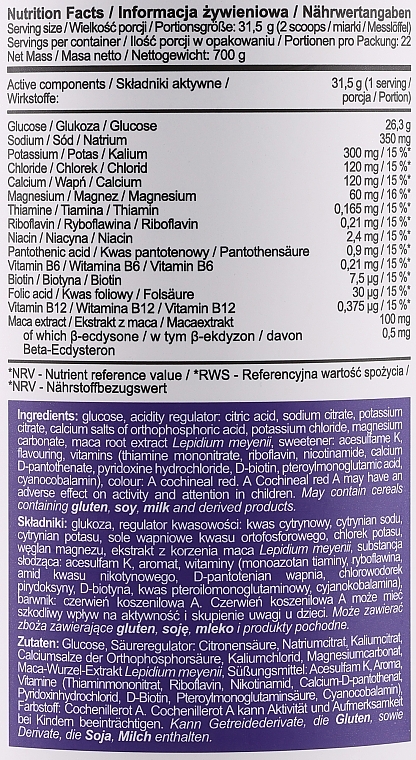 Nutrition Facts / Informacja żywieniowa / Nährwertangaben
Serving size / Wielkość porcji / Portionsgröße: 31,5 g (2 scoops / miarki / Messlöffel)
Servings per container / Ilość porcji w opakowaniu / Portionen pro Packung: 22
Net Mass / Masa netto / Nettogewicht: 700 g
Active components / Składniki aktywne / 31,5 g (1 serving /
Wirkstoffe: porcja / Portion)
Glucose / Glukoza / Glucose 26,3 g
Sodium / Sód / Natrium 350 mg
Potassium / Potas / Kalium 300 mg / 15 %*
Chloride / Chlorek / Chlorid 120 mg / 15 %*
Calcium / Wapń / Calcium 120 mg / 15 %*
Magnesium / Magnez / Magnesium 60 mg / 16 %*
Thiamine / Tiamina / Thiamin 0,165 mg / 15 %*
Riboflavin / Ryboflawina / Riboflavin 0,21 mg / 15 %*
Niacin / Niacyna / Niacin 2,4 mg / 15 %*
Pantothenic acid / Kwas pantotenowy / Pantothensäure 0,9 mg / 15 %*
Vitamin B6 / Witamina B6 / Vitamin B6 0,21 mg / 15 %*
Biotin / Biotyna / Biotin 7,5 µg / 15 %*
Folic acid / Kwas foliowy / Folsäure 30 µg / 15 %*
Vitamin B12 / Witamina B12 / Vitamin B12 0,375 µg / 15 %*
Maca extract / Ekstrakt z maca / Macaextrakt 100 mg
of which β-ecdysone / w tym β-ekdyzon / davon 0,5 mg
Beta-Ecdysteron
*NRV - Nutrient reference value / *RWS - Referencyjna wartość spożycia /
*NRV - Nährstoffbezugswert
Ingredients: glucose, acidity regulator: citric acid, sodium citrate, potassium
citrate, calcium salts of orthophosphoric acid, potassium chloride, magnesium
carbonate, maca root extract Lepidium meyenii, sweetener: acesulfame K,
flavouring, vitamins (thiamine mononitrate, riboflavin, nicotinamide, calcium
D-pantothenate, pyridoxine hydrochloride, D-biotin, pteroylmonoglutamic acid,
cyanocobalamin), colour: A cochineal red. A Cochineal red A may have an
adverse effect on activity and attention in children. May contain cereals
containing gluten, soy, milk and derived products.
Składniki: glukoza, regulator kwasowości: kwas cytrynowy, cytrynian sodu,
cytrynian potasu, sole wapniowe kwasu ortofosforowego, chlorek potasu,
węglan magnezu, ekstrakt z korzenia maca Lepidium meyenii, substancja
słodząca: acesulfam K, aromat, witaminy (monoazotan tiaminy, ryboflawina,
amid kwasu nikotynowego, D-pantotenian wapnia, chlorowodorek
pirydoksyny, D-biotyna, kwas pteroilomonoglutaminowy, cyjanokobalamina),
barwnik: czerwień koszenilowa A. Czerwień koszenilowa A może mieć
szkodliwy wpływ na aktywność i skupienie uwagi u dzieci. Może zawierać
zboża zawierające gluten, soję, mleko i produkty pochodne.
Zutaten: Glucose, Säureregulator: Citronensäure, Natriumcitrat, Kaliumcitrat,
Calciumsalze der Orthophosphorsäure, Kaliumchlorid, Magnesiumcarbonat,
Maca-Wurzel-Extrakt Lepidium meyenii, Süßungsmittel: Acesulfam K, Aroma,
Vitamine (Thiaminmononitrat, Riboflavin, Nikotinamid, Calcium-D-pantothenat,
Pyridoxinhydrochlorid, D-Biotin, Pteroylmonoglutaminsäure, Cyanocobalamin),
Farbstoff: Cochenillerot A. Cochenillerot A kann Aktivität und Aufmerksamkeit
bei Kindern beeinträchtigen. Kann Getreidederivate, die Gluten, sowie
Derivate, die Soja, Milch enthalten.